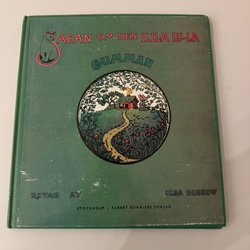 SAGAN OM DEN LILLA LILLA
GUMMAN
RITAD AV ELSA BESKOW
STOCKHOLM - ALBERT BONNIERS FÖRLAG